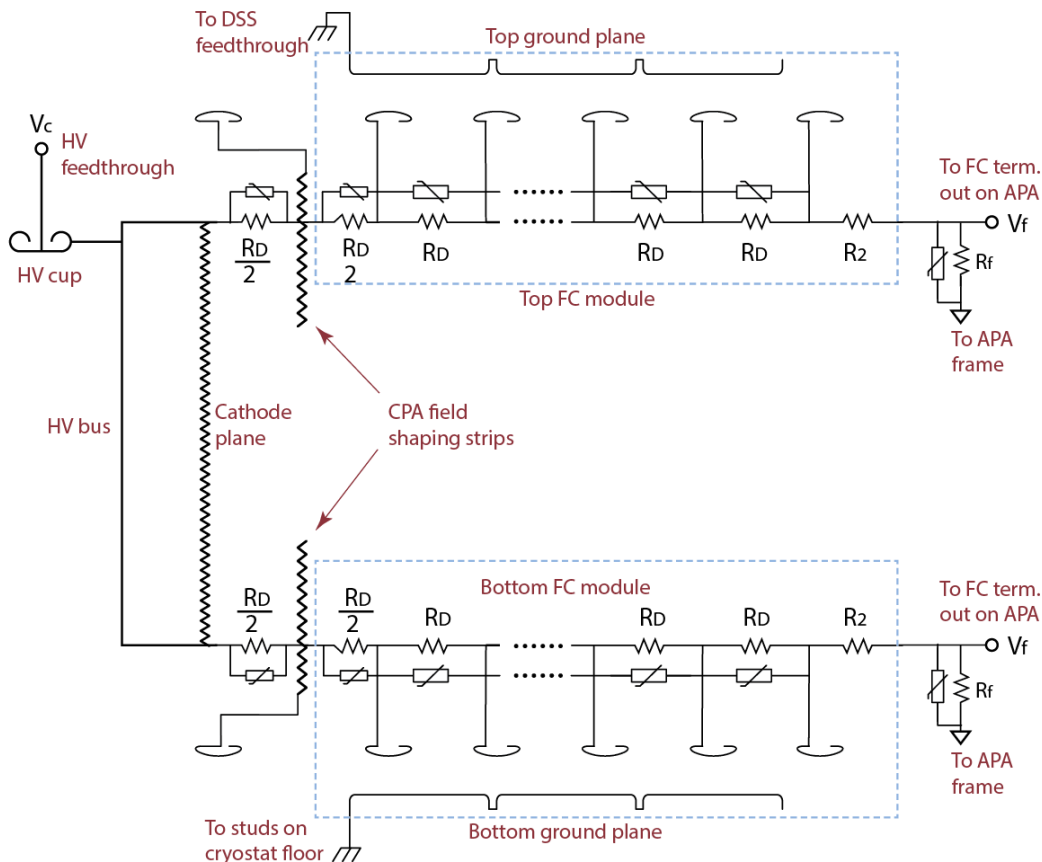 To DSS
feedthrough
Top ground plane
Vc
HV
feedthrough
HV cup
RD
2
RD
2
RD
RD
RD
R2
To FC term.
out on APA
Vf
Rf
Top FC module
To APA
frame
HV bus
Cathode
plane
CPA field
shaping strips
Bottom FC module
RD
2
RD
2
RD
RD
RD
R2
To FC term.
out on APA
Vf
Rf
To APA
frame
To studs on
cryostat floor
Bottom ground plane